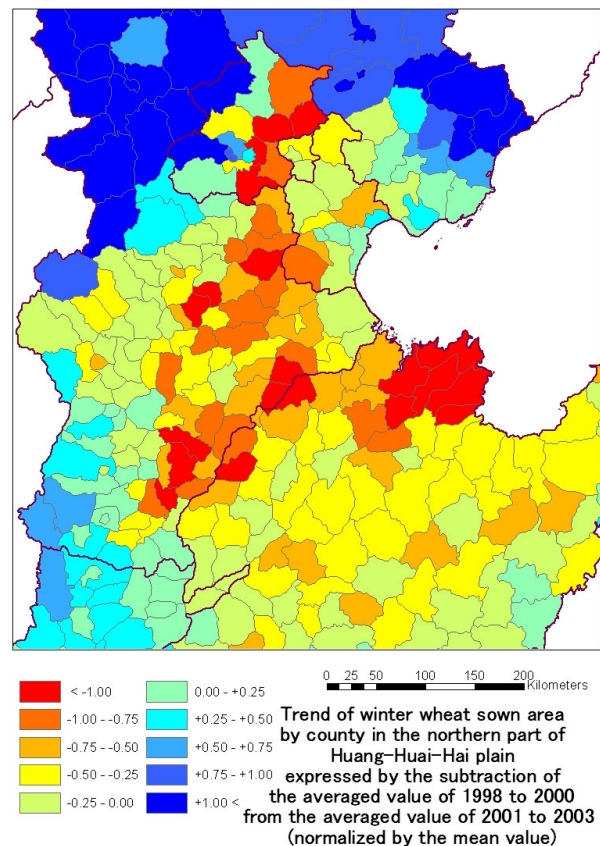 0 25 50 100 150 200
Kilometers
< -1.00
-1.00 - -0.75
-0.75 - -0.50
-0.50 - -0.25
-0.25 - 0.00
0.00 - +0.25
+0.25 - +0.50
+0.50 - +0.75
+0.75 - +1.00
+1.00 <
Trend of winter wheat sown area
by county in the northern part of
Huang-Huai-Hai plain
expressed by the subtraction of
the averaged value of 1998 to 2000
from the averaged value of 2001 to 2003
(normalized by the mean value)